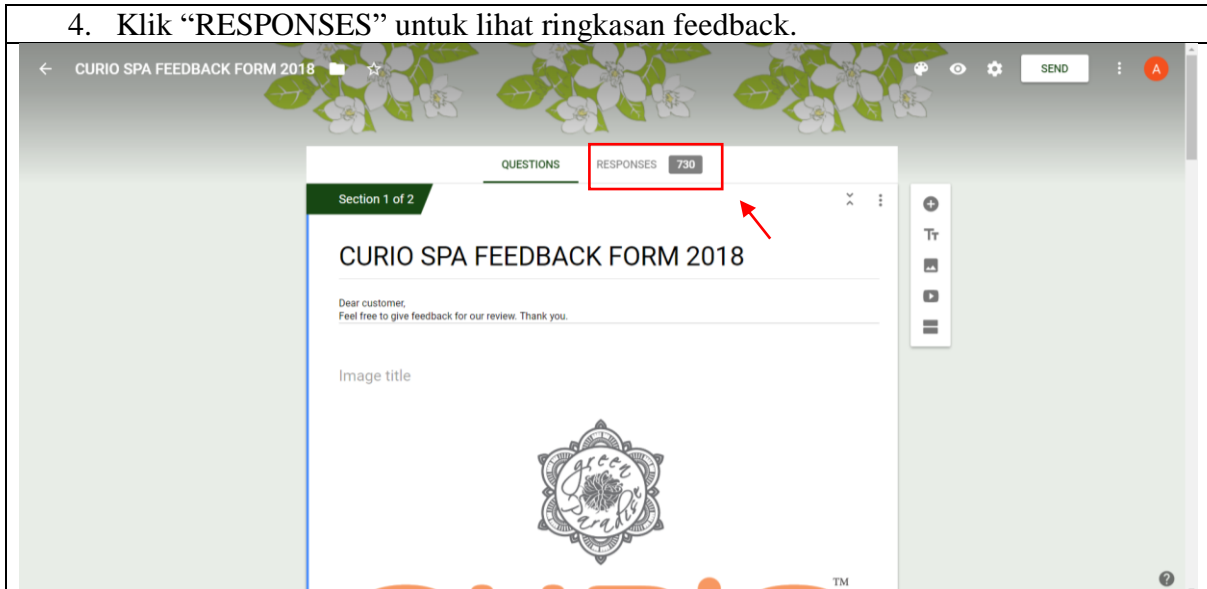 4. Klik “RESPONSES” untuk lihat ringkasan feedback.
CURIO SPA FEEDBACK FORM 2018
SEND
A
QUESTIONS RESPONSES 730
Section 1 of 2
CURIO SPA FEEDBACK FORM 2018
Dear customer,
Feel free to give feedback for our review. Thank you.
Image title
green
Paradise
TM